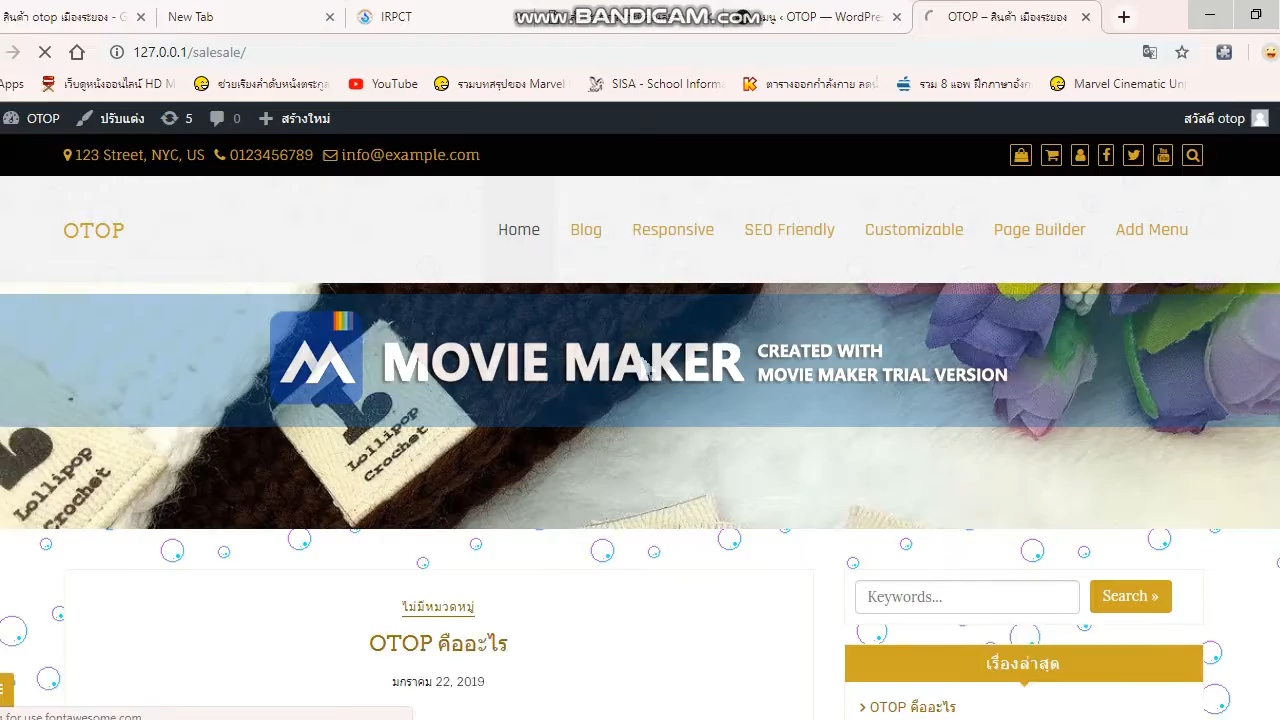 สินค้า otop เมืองระยอง - G
New Tab
IRPCT
www.BANDICAM.com
มนู ‹ OTOP — WordPre
OTOP – สินค้า เมืองระยอง
127.0.0.1/salesale/
Apps
เว็บดูหนังออนไลน์ HD M
ช่วยเรียงลำดับหนังตระกูล
YouTube
รวมบทสรุปของ Marvel
SISA - School Inform
ตารางออกกำลังกาย ลดน้ำ
รวม 8 แอพ ฝึกภาษาอังก
Marvel Cinematic Uni
OTOP
ปรับแต่ง
5
0
สร้างใหม่
สวัสดี otop
123 Street, NYC, US
0123456789
info@example.com
OTOP
Home
Blog
Responsive
SEO Friendly
Customizable
Page Builder
Add Menu
MOVIE MAKER
CREATED WITH
MOVIE MAKER TRIAL VERSION
Lollipop
Crochet
Lollipop
Crochet
ไม่มีหมวดหมู่
OTOP คืออะไร
มกราคม 22, 2019
Keywords...
Search »
เรื่องล่าสุด
OTOP คืออะไร
g for use.fontawesome.com